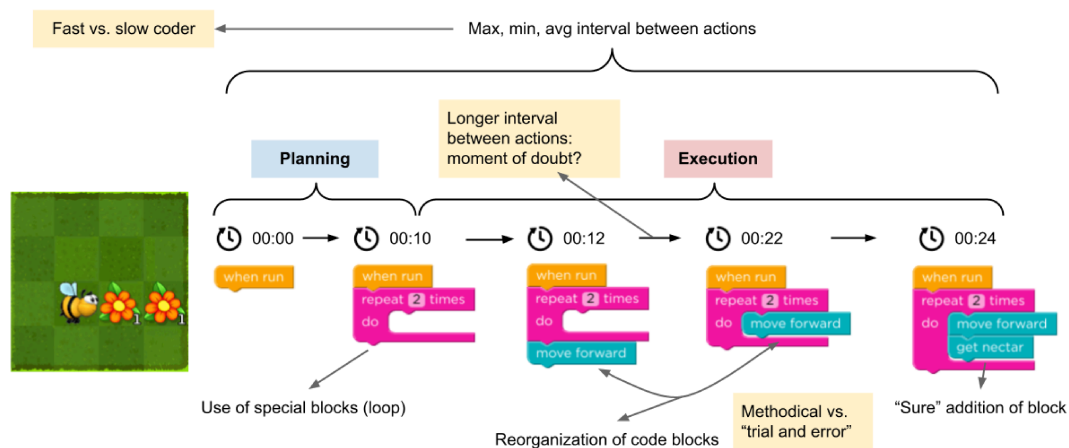 Fast vs. slow coder
Max, min, avg interval between actions
Longer interval
between actions:
moment of doubt?
Planning
Execution
00:00
00:10
00:12
00:22
00:24
when run
when run
repeat 2 times
do
when run
repeat 2 times
do
move forward
when run
repeat 2 times
do
move forward
when run
repeat 2 times
do
move forward
get nectar
1
1
Use of special blocks (loop)
Reorganization of code blocks
Methodical vs.
“trial and error”
“Sure” addition of block